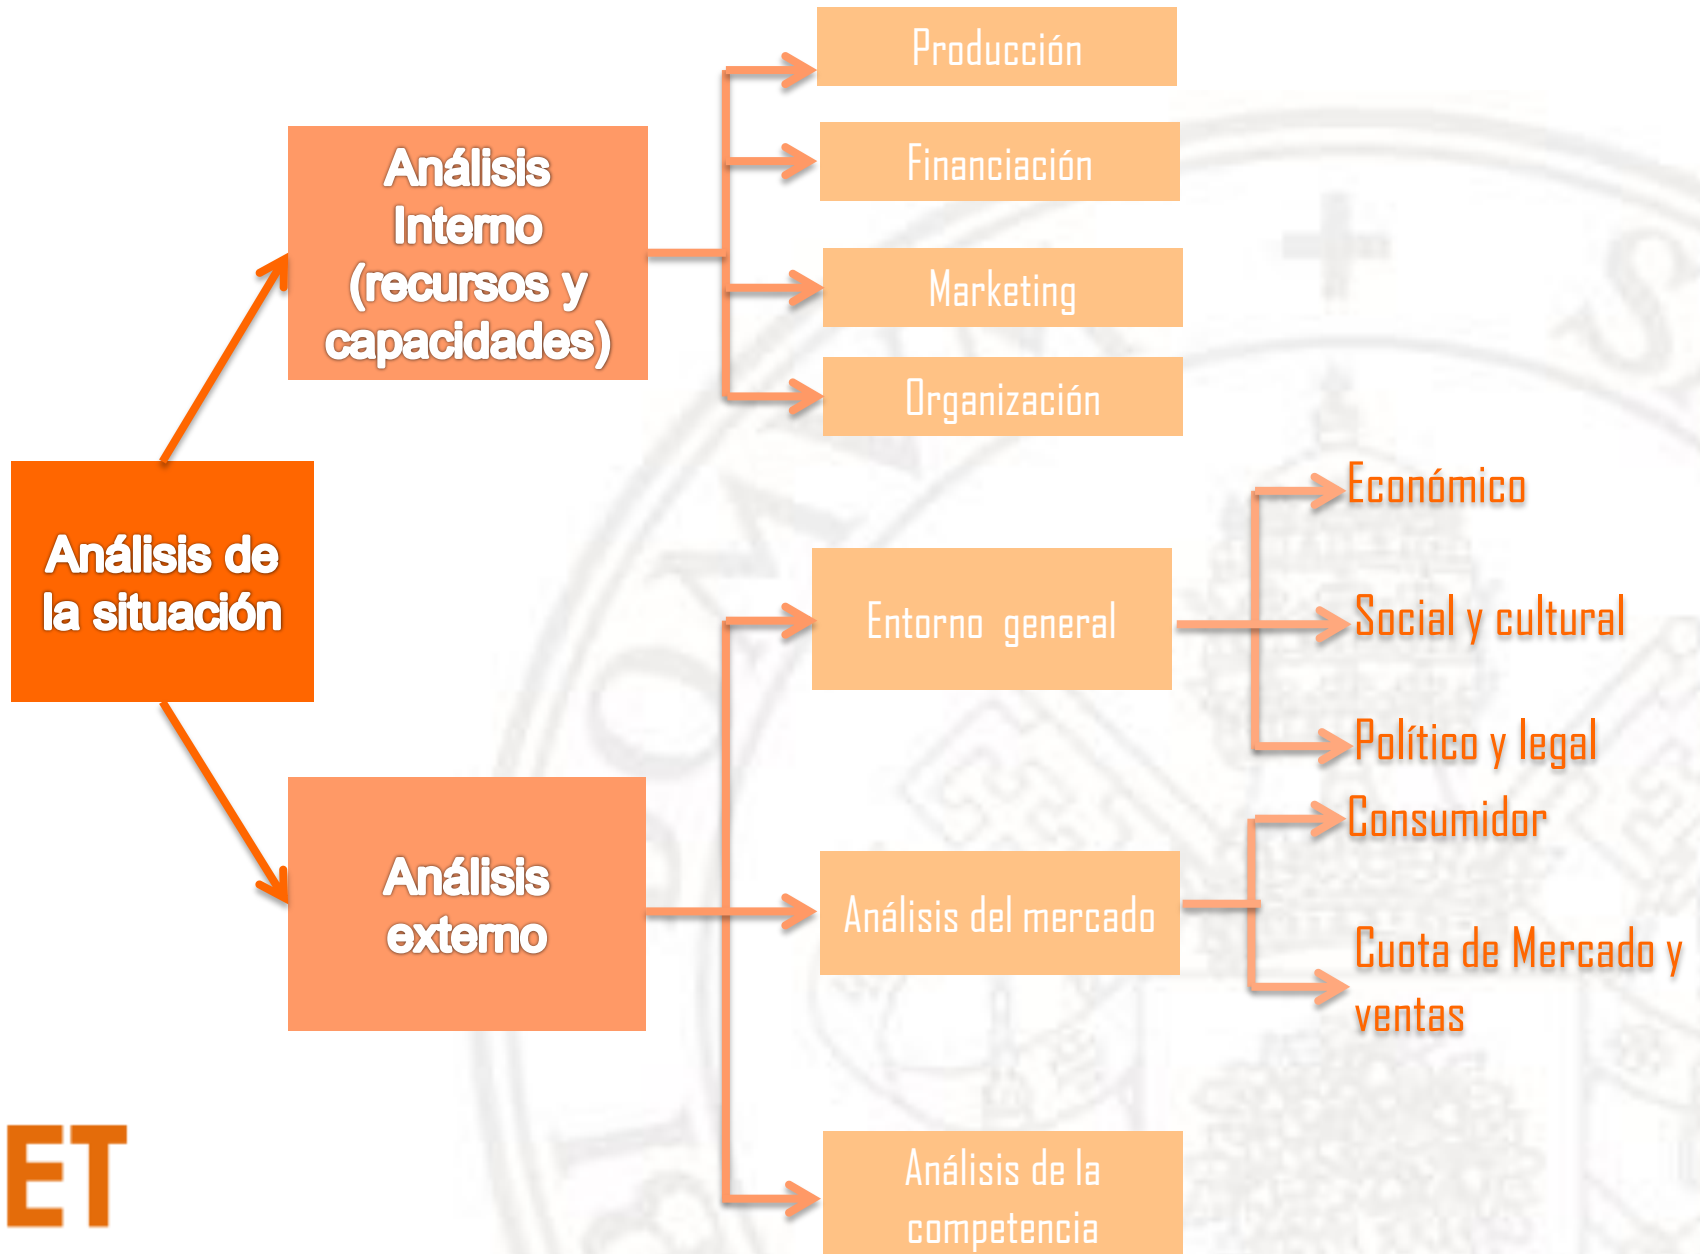 Producción
Financiación
Marketing
Organización
Análisis
Interno
(recursos y
capacidades)
Análisis de
la situación
Económico
Entorno general
Social y cultural
Político y legal
Análisis
externo
Consumidor
Análisis del mercado
Cuota de Mercado y
ventas
Análisis de la
competencia
ET